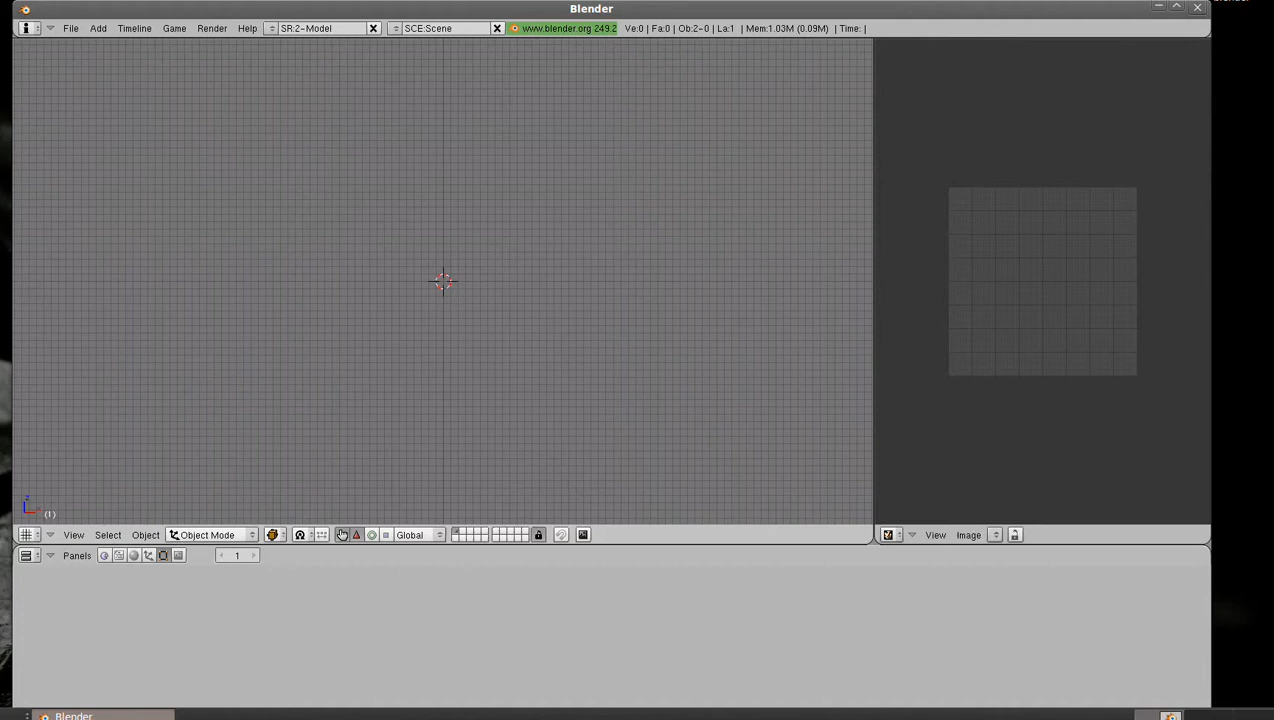 Blender
File Add Timeline Game Render Help SR:2-Model SCE:Scene www.blender.org 249.2 Ve:0 | Fa:0 | Ob:2-0 | La:1 | Mem:1.03M (0.09M) | Time: |
z
(1)
View Select Object Object Mode Global View Image
Panels 1
Blender